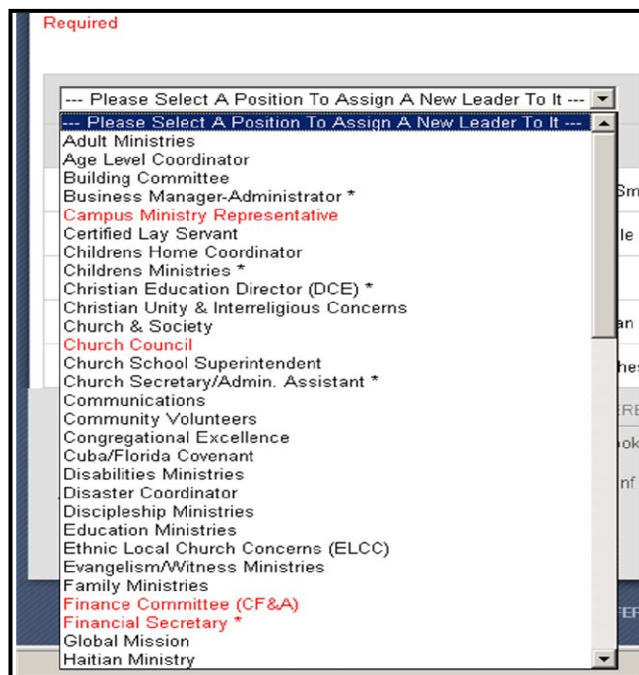 Required
--- Please Select A Position To Assign A New Leader To It ---
--- Please Select A Position To Assign A New Leader To It ---
Adult Ministries
Age Level Coordinator
Building Committee
Business Manager-Administrator *
Campus Ministry Representative
Certified Lay Servant
Childrens Home Coordinator
Childrens Ministries *
Christian Education Director (DCE) *
Christian Unity & Interreligious Concerns
Church & Society
Church Council
Church School Superintendent
Church Secretary/Admin. Assistant *
Communications
Community Volunteers
Congregational Excellence
Cuba/Florida Covenant
Disabilities Ministries
Disaster Coordinator
Discipleship Ministries
Education Ministries
Ethnic Local Church Concerns (ELCC)
Evangelism/Witness Ministries
Family Ministries
Finance Committee (CF&A)
Financial Secretary *
Global Mission
Haitian Ministry